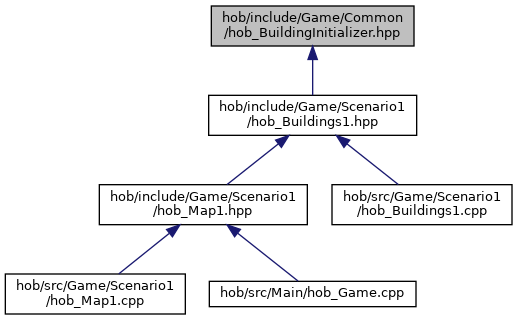 hob/include/Game/Common
/hob_BuildingInitializer.hpp
hob/include/Game/Scenario1
/hob_Buildings1.hpp
hob/include/Game/Scenario1
/hob_Map1.hpp
hob/src/Game/Scenario1
/hob_Buildings1.cpp
hob/src/Game/Scenario1
/hob_Map1.cpp
hob/src/Main/hob_Game.cpp